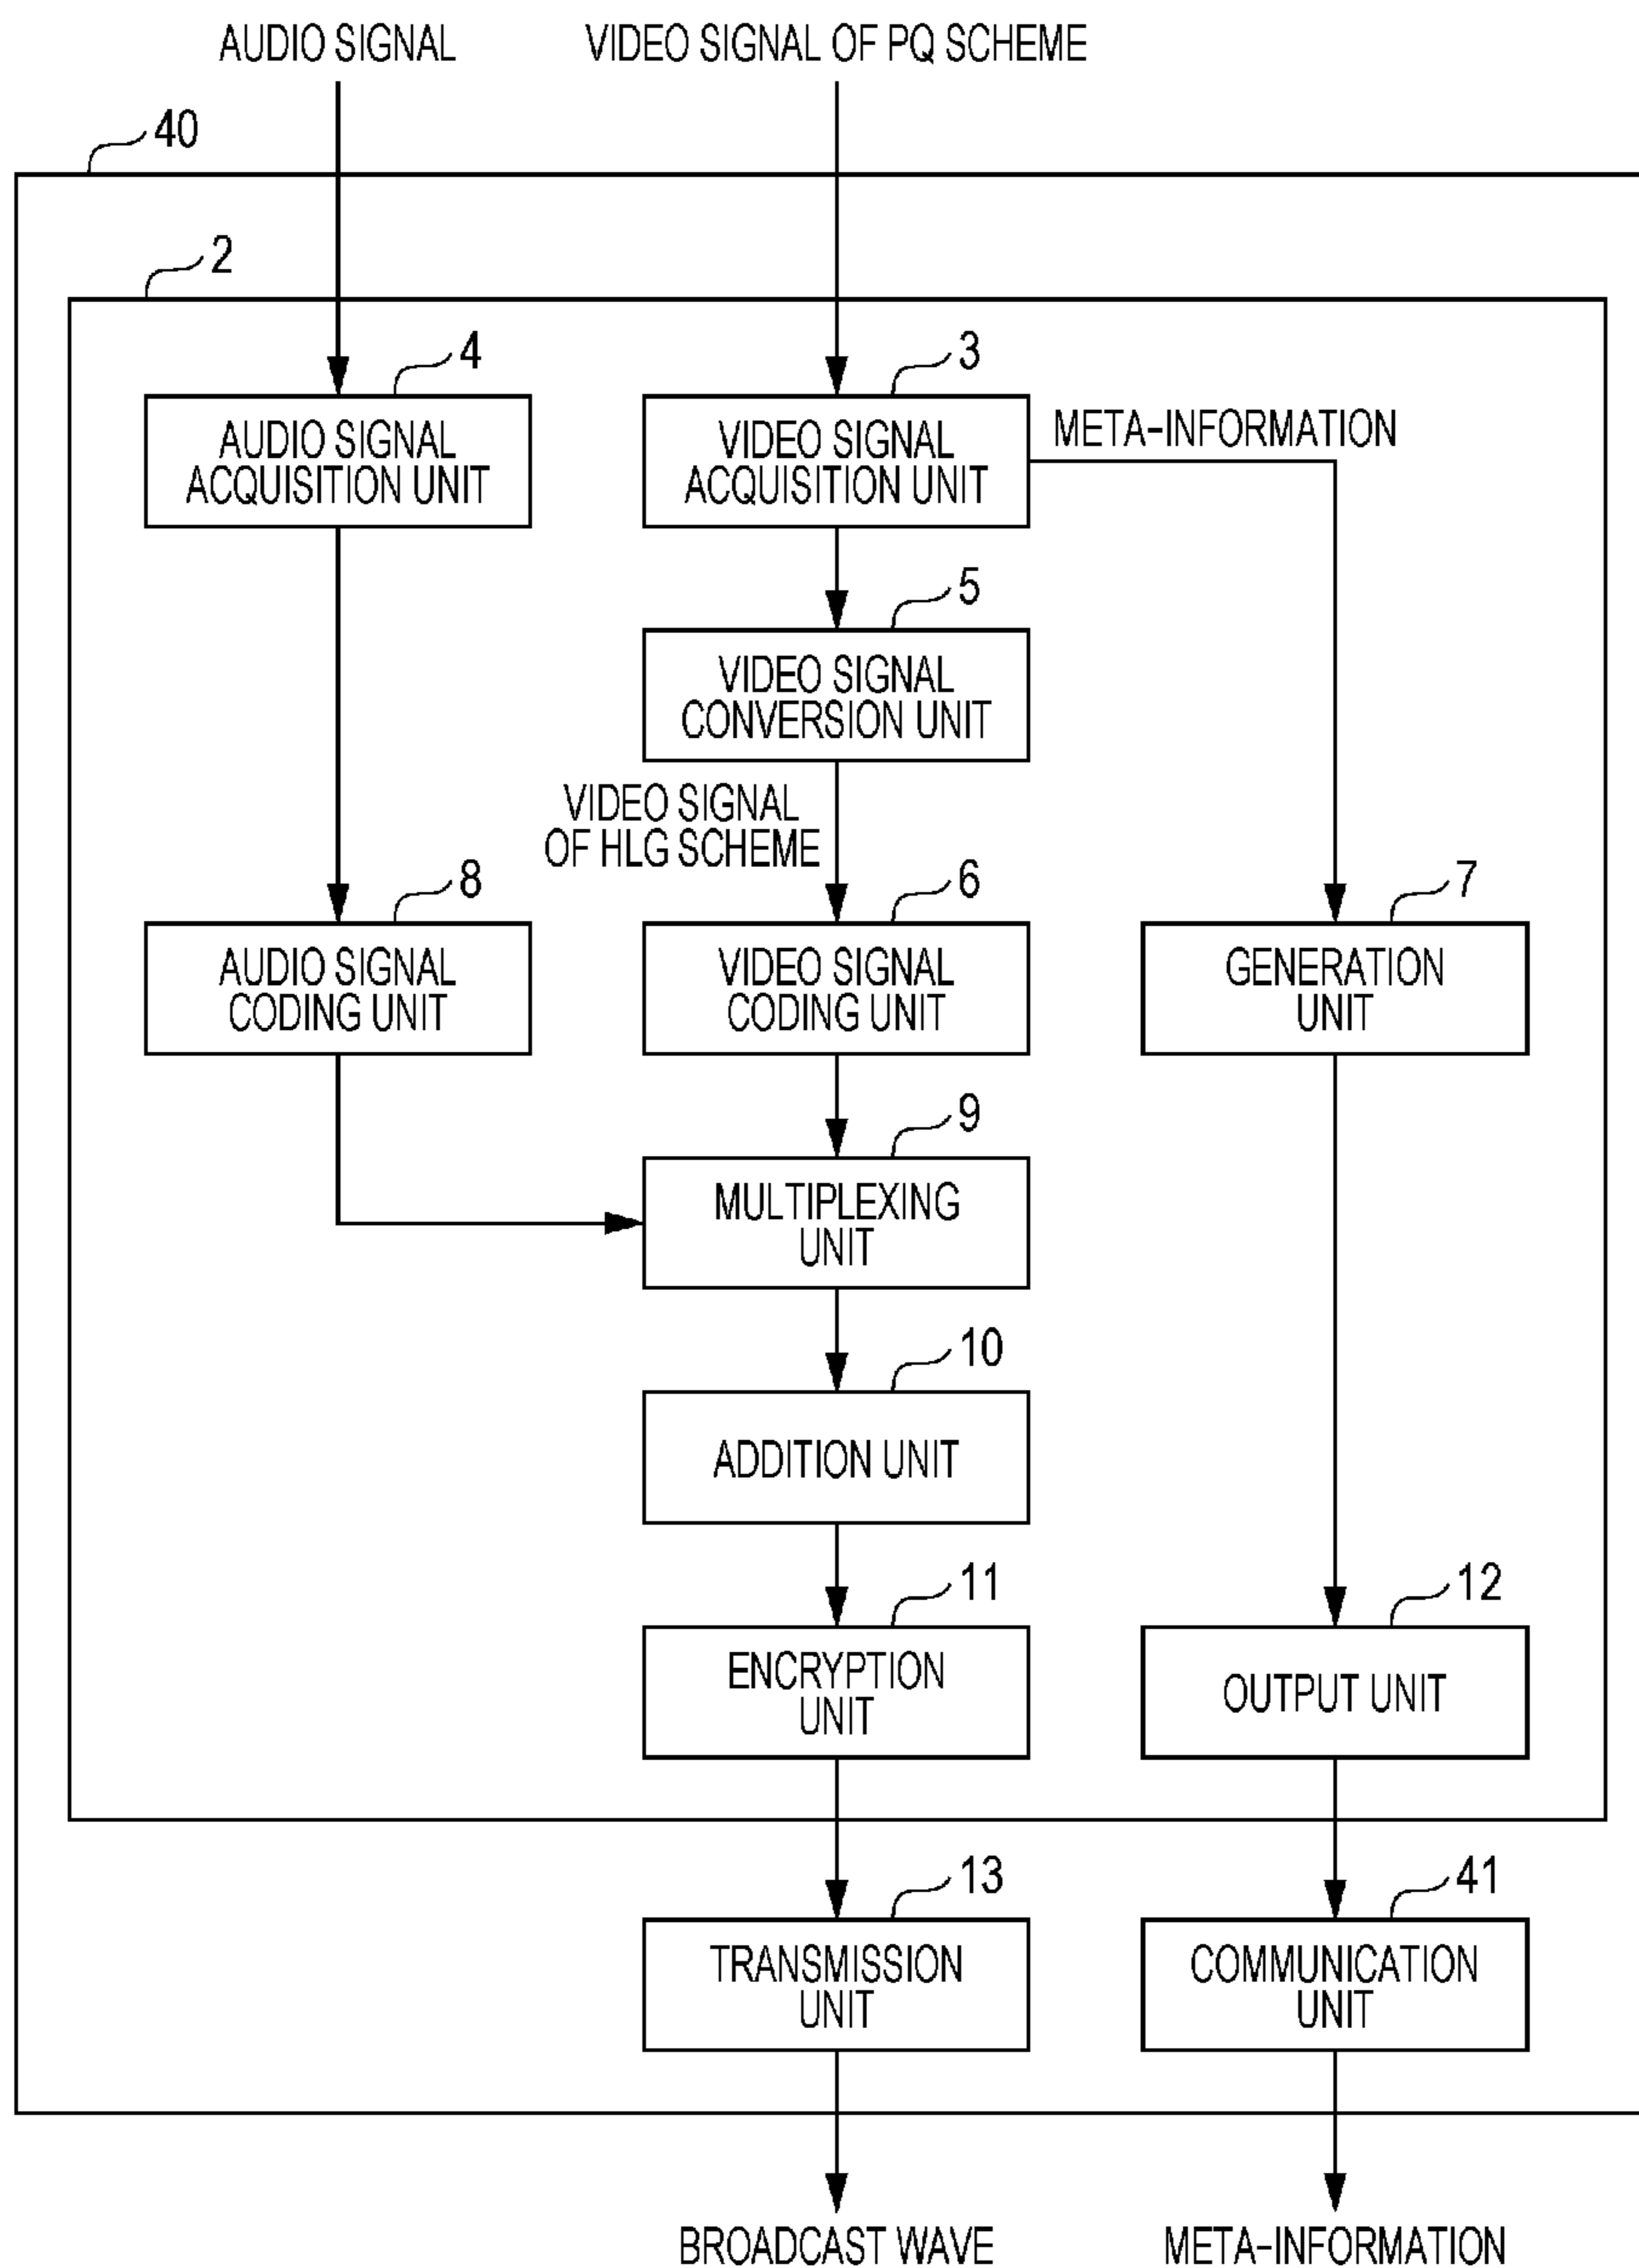 AUDIO SIGNAL
VIDEO SIGNAL OF PQ SCHEME
40
2
4
3
AUDIO SIGNAL
ACQUISITION UNIT
VIDEO SIGNAL
ACQUISITION UNIT
META-INFORMATION
5
VIDEO SIGNAL
CONVERSION UNIT
VIDEO SIGNAL
OF HLG SCHEME
8
6
7
AUDIO SIGNAL
CODING UNIT
VIDEO SIGNAL
CODING UNIT
GENERATION
UNIT
9
MULTIPLEXING
UNIT
10
ADDITION UNIT
11
12
ENCRYPTION
UNIT
OUTPUT UNIT
13
41
TRANSMISSION
UNIT
COMMUNICATION
UNIT
BROADCAST WAVE
META-INFORMATION